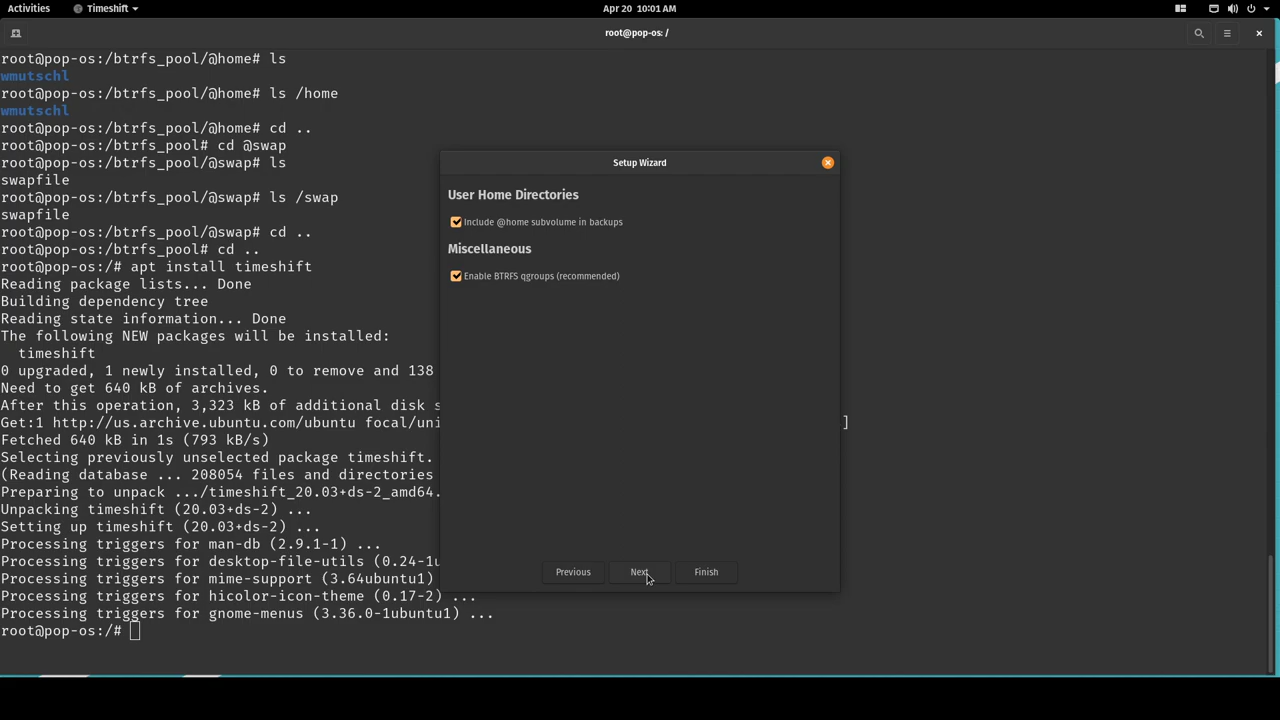 Activities
Timeshift
Apr 20 10:01 AM
root@pop-os: /
root@pop-os:/btrfs_pool/@home# ls
wmutschl
root@pop-os:/btrfs_pool/@home# ls /home
wmutschl
root@pop-os:/btrfs_pool/@home# cd ..
root@pop-os:/btrfs_pool# cd @swap
root@pop-os:/btrfs_pool/@swap# ls
swapfile
root@pop-os:/btrfs_pool/@swap# ls /swap
swapfile
root@pop-os:/btrfs_pool/@swap# cd ..
root@pop-os:/btrfs_pool# cd ..
root@pop-os:/# apt install timeshift
Reading package lists... Done
Building dependency tree
Reading state information... Done
The following NEW packages will be installed:
timeshift
0 upgraded, 1 newly installed, 0 to remove and 138
Need to get 640 kB of archives.
After this operation, 3,323 kB of additional disk s
Get:1 http://us.archive.ubuntu.com/ubuntu focal/uni ]
Fetched 640 kB in 1s (793 kB/s)
Selecting previously unselected package timeshift.
(Reading database ... 208054 files and directories
Preparing to unpack .../timeshift_20.03+ds-2_amd64.
Unpacking timeshift (20.03+ds-2) ...
Setting up timeshift (20.03+ds-2) ...
Processing triggers for man-db (2.9.1-1) ...
Processing triggers for desktop-file-utils (0.24-1u
Processing triggers for mime-support (3.64ubuntu1)
Processing triggers for hicolor-icon-theme (0.17-2) ...
Processing triggers for gnome-menus (3.36.0-1ubuntu1) ...
root@pop-os:/#
Setup Wizard
User Home Directories
Include @home subvolume in backups
Miscellaneous
Enable BTRFS qgroups (recommended)
Previous
Next
Finish